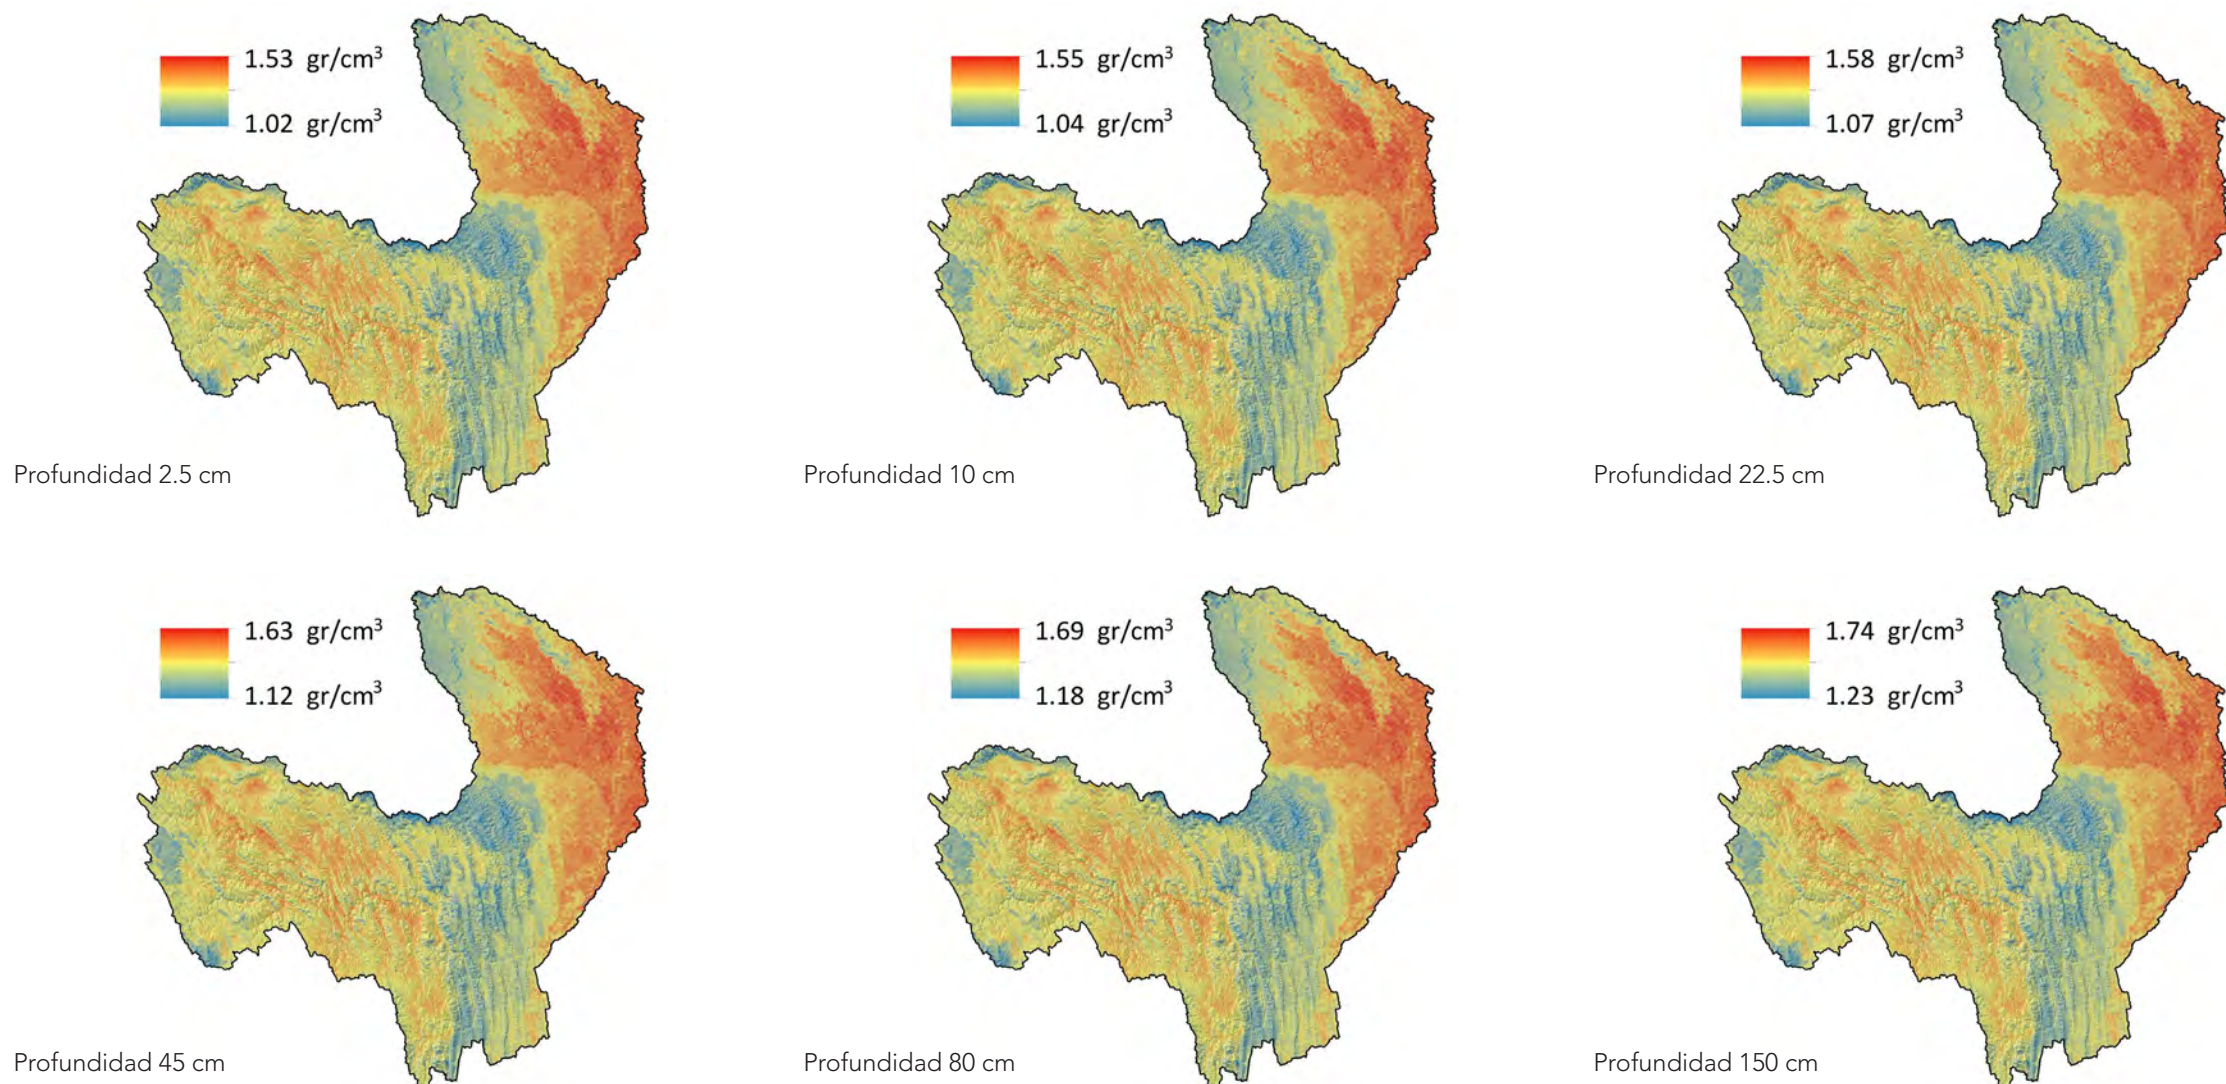 1.53 gr/cm³
1.02 gr/cm³
Profundidad 2.5 cm
1.55 gr/cm³
1.04 gr/cm³
Profundidad 10 cm
1.58 gr/cm³
1.07 gr/cm³
Profundidad 22.5 cm
1.63 gr/cm³
1.12 gr/cm³
Profundidad 45 cm
1.69 gr/cm³
1.18 gr/cm³
Profundidad 80 cm
1.74 gr/cm³
1.23 gr/cm³
Profundidad 150 cm